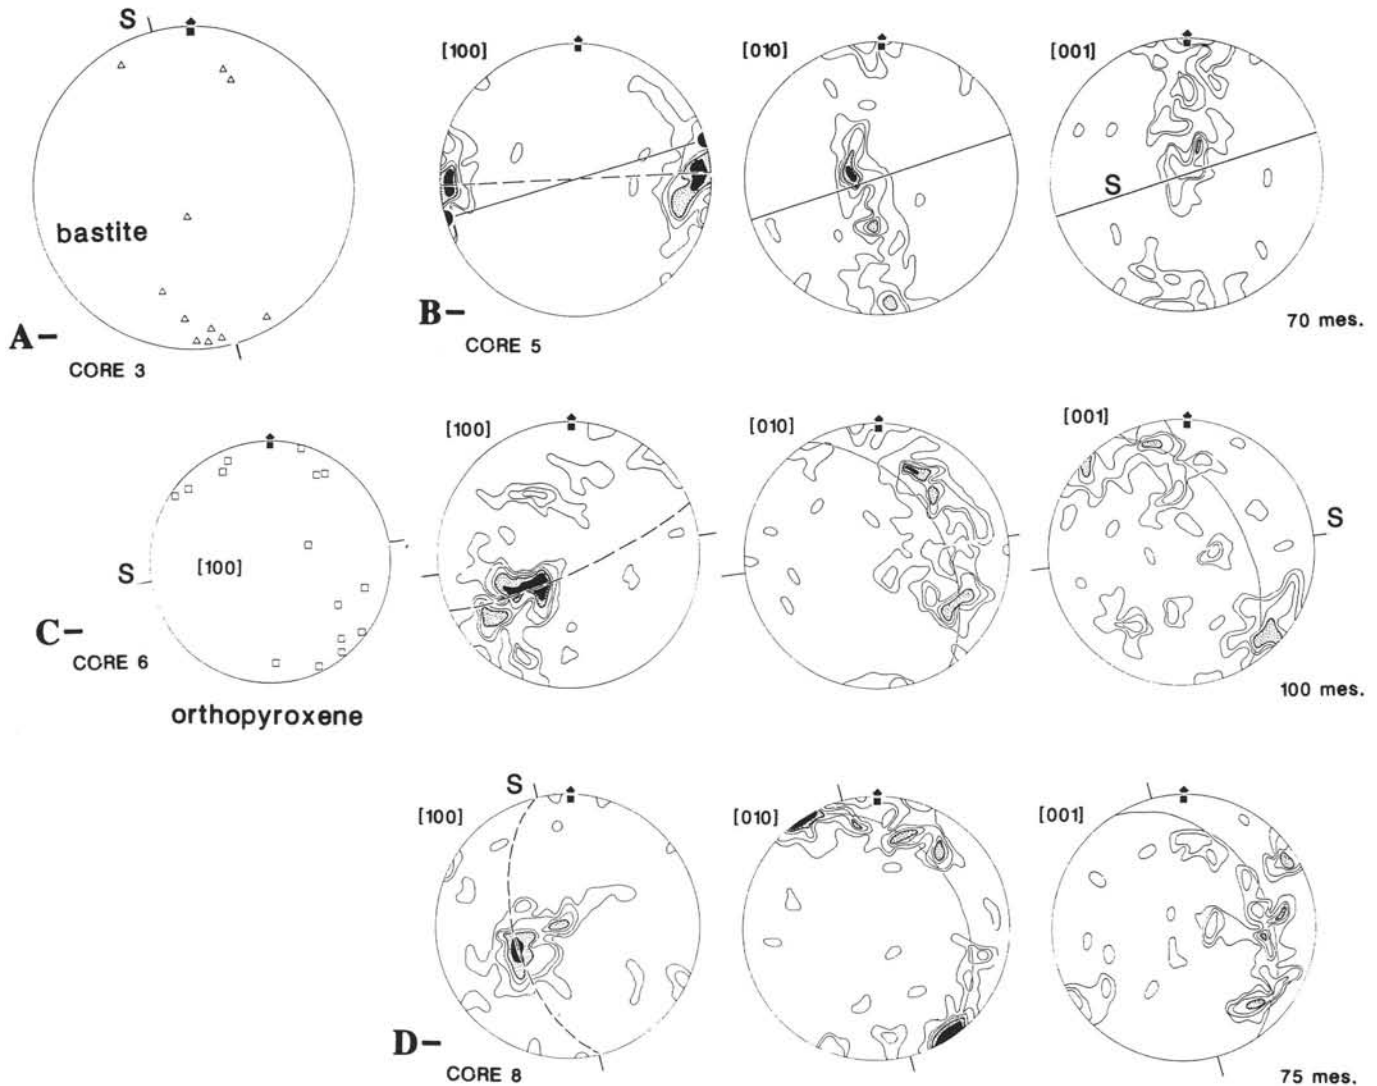 S
bastite
A–
CORE 3
[100]
[010]
[001]
S
B–
CORE 5
70 mes.
[100]
S
C–
CORE 6
orthopyroxene
[100]
[010]
[001]
S
100 mes.
S
[100]
[010]
[001]
D–
CORE 8
75 mes.